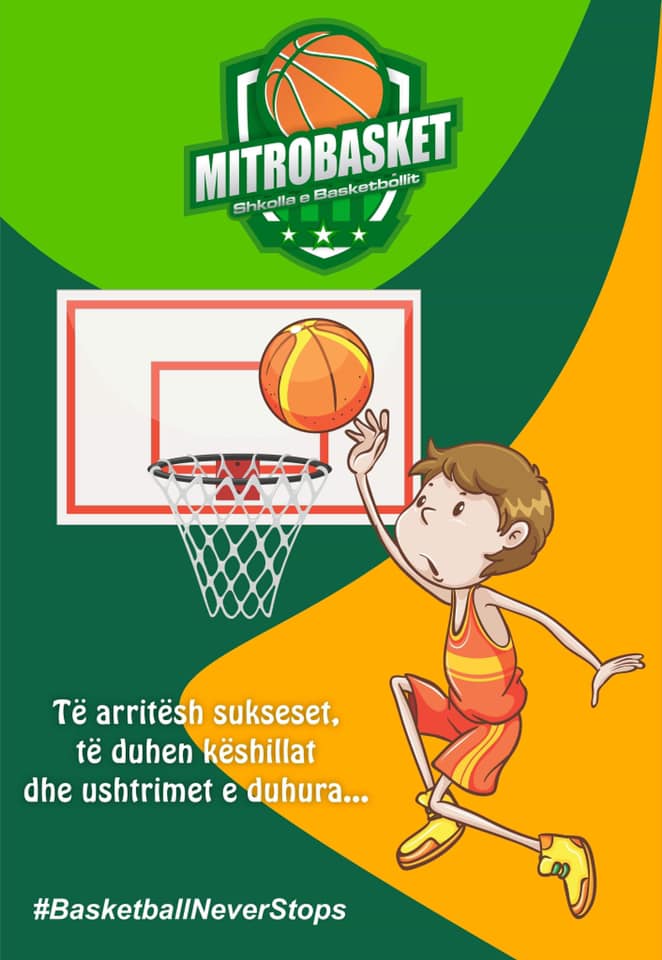 MITROBASKET
Shkolla e Basketbollit
Të arritësh sukseset,
të duhen këshillat
dhe ushtrimet e duhura...
#BasketballNeverStops